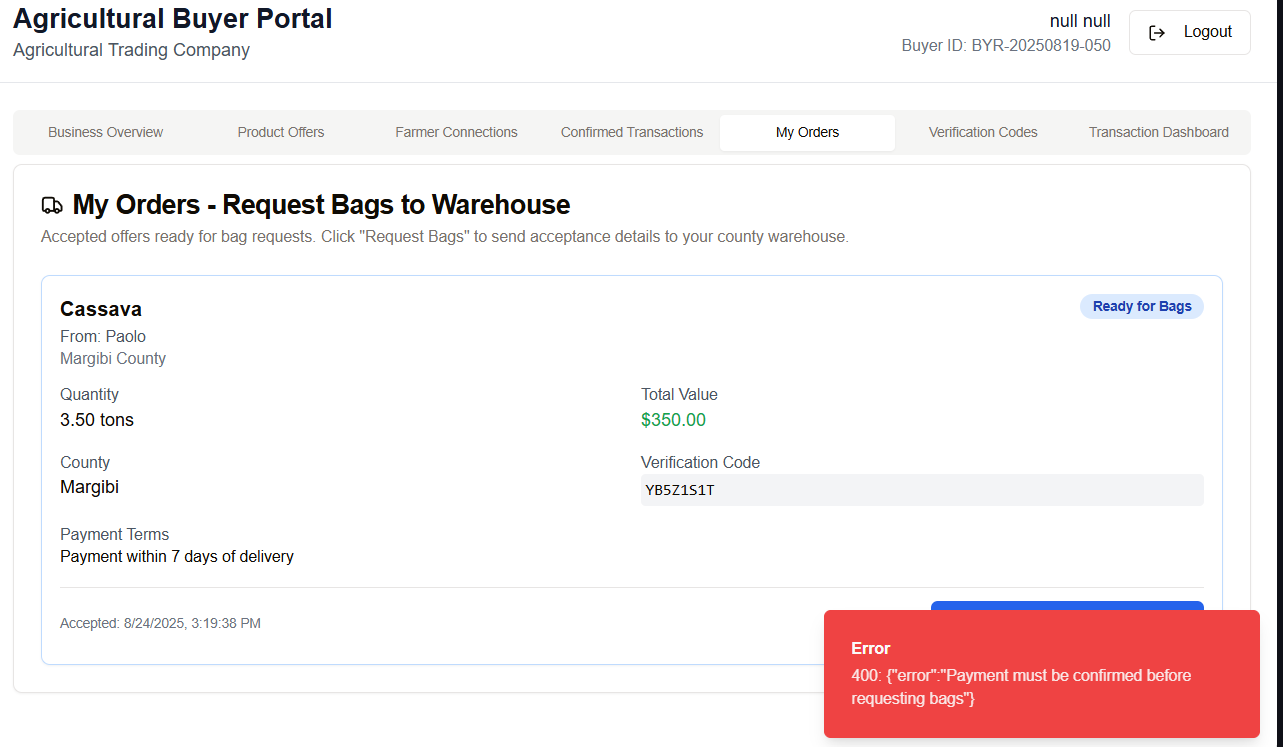 Agricultural Buyer Portal
Agricultural Trading Company
null null
Buyer ID: BYR-20250819-050
Logout
Business Overview
Product Offers
Farmer Connections
Confirmed Transactions
My Orders
Verification Codes
Transaction Dashboard
My Orders - Request Bags to Warehouse
Accepted offers ready for bag requests. Click "Request Bags" to send acceptance details to your county warehouse.
Cassava
Ready for Bags
From: Paolo
Margibi County
Quantity
3.50 tons
Total Value
$350.00
County
Margibi
Verification Code
YB5Z1S1T
Payment Terms
Payment within 7 days of delivery
Accepted: 8/24/2025, 3:19:38 PM
Error
400: {"error":"Payment must be confirmed before
requesting bags"}